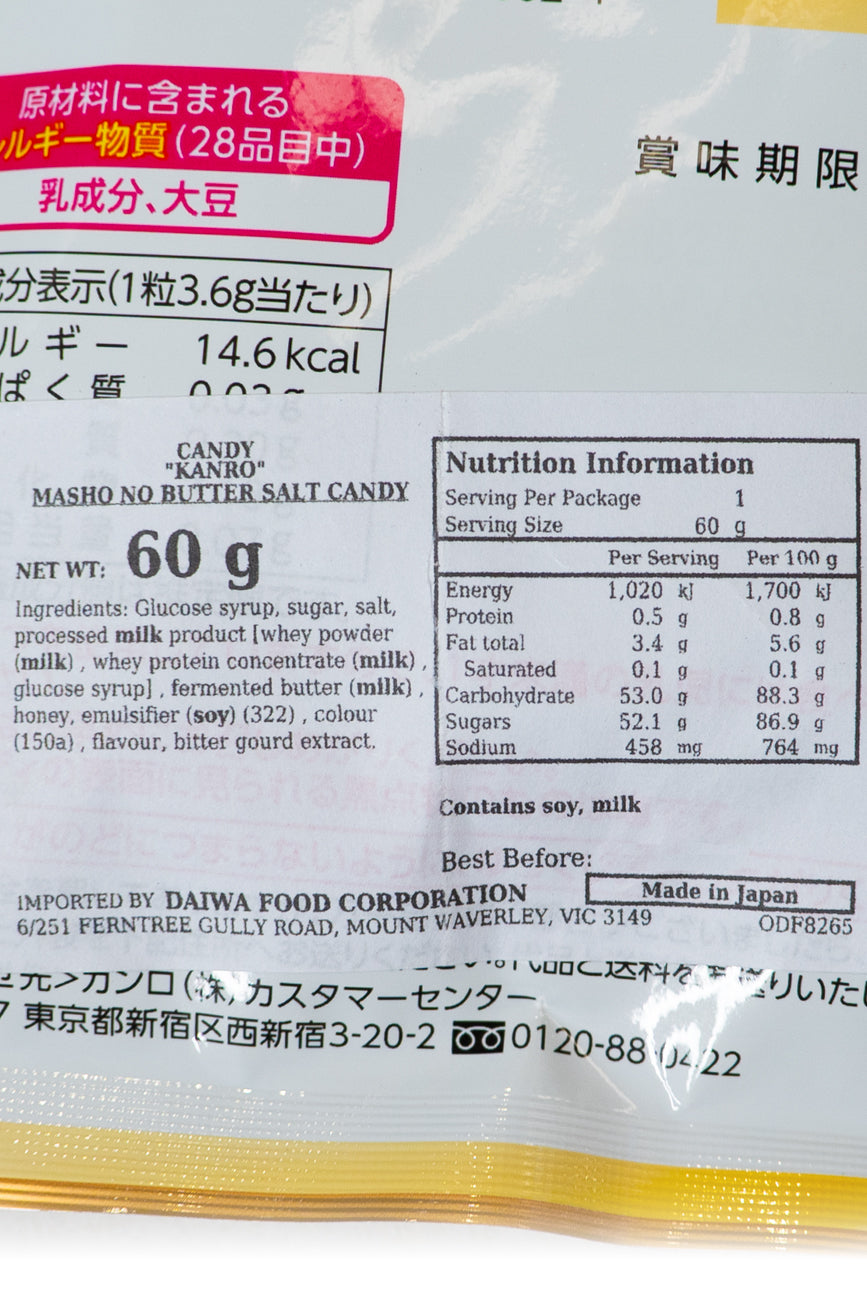 原材料に含まれる
ルギー物質(28品目中)
乳成分、大豆
賞味期限
分表示(1粒3.6g当たり)
ルギー 14.6kcal
ぱく質
CANDY
"KANRO"
MASHO NO BUTTER SALT CANDY
NET WT: 60 g
Ingredients: Glucose syrup, sugar, salt,
processed milk product [whey powder
(milk) , whey protein concentrate (milk) ,
glucose syrup] , fermented butter (milk) ,
honey, emulsifier (soy) (322) , colour
(150a) , flavour, bitter gourd extract.
Nutrition Information
Serving Per Package 1
Serving Size 60 g
Per Serving Per 100 g
Energy 1,020 kJ 1,700 kJ
Protein 0.5 g 0.8 g
Fat total 3.4 g 5.6 g
Saturated 0.1 g 0.1 g
Carbohydrate 53.0 g 88.3 g
Sugars 52.1 g 86.9 g
Sodium 458 mg 764 mg
Contains soy, milk
Best Before:
Made in Japan
IMPORTED BY DAIWA FOOD CORPORATION
6/251 FERNTREE GULLY ROAD, MOUNT WAVERLEY, VIC 3149
ODF8265
先>カンロ(株)カスタマーセンター
7 東京都新宿区西新宿3-20-2 0120-88-0422